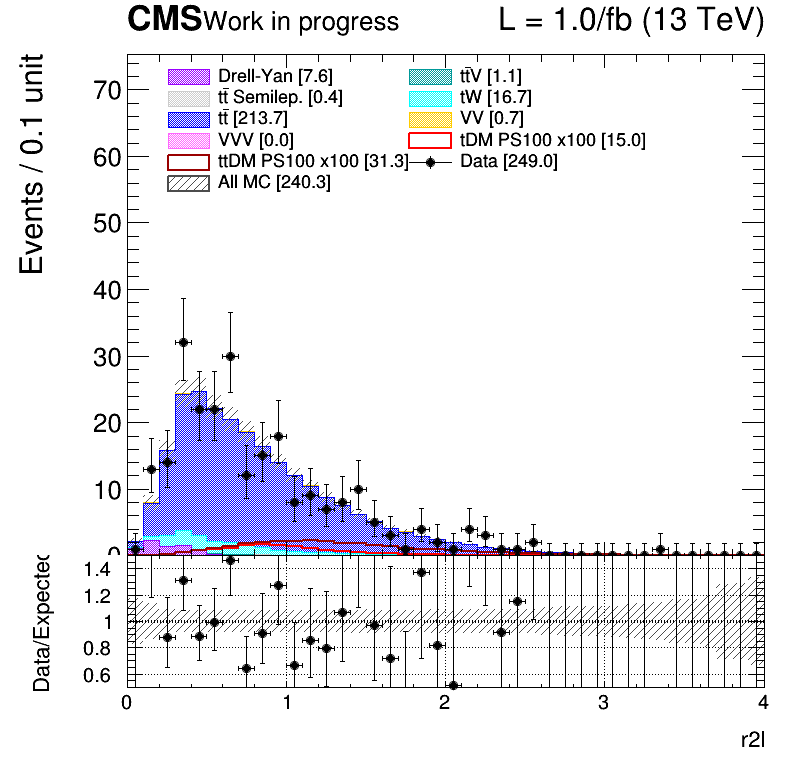 CMS Work in progress L = 1.0/fb (13 TeV)
Events / 0.1 unit
Drell-Yan [7.6]
tt̄ Semilep. [0.4]
tt̄ [213.7]
VVV [0.0]
ttDM PS100 x100 [31.3]
All MC [240.3]
tt̄V [1.1]
tW [16.7]
VV [0.7]
tDM PS100 x100 [15.0]
Data [249.0]
70
60
50
40
30
20
10
0
Data/Expected
1.4
1.2
1
0.8
0.6
0 1 2 3 4
r2l